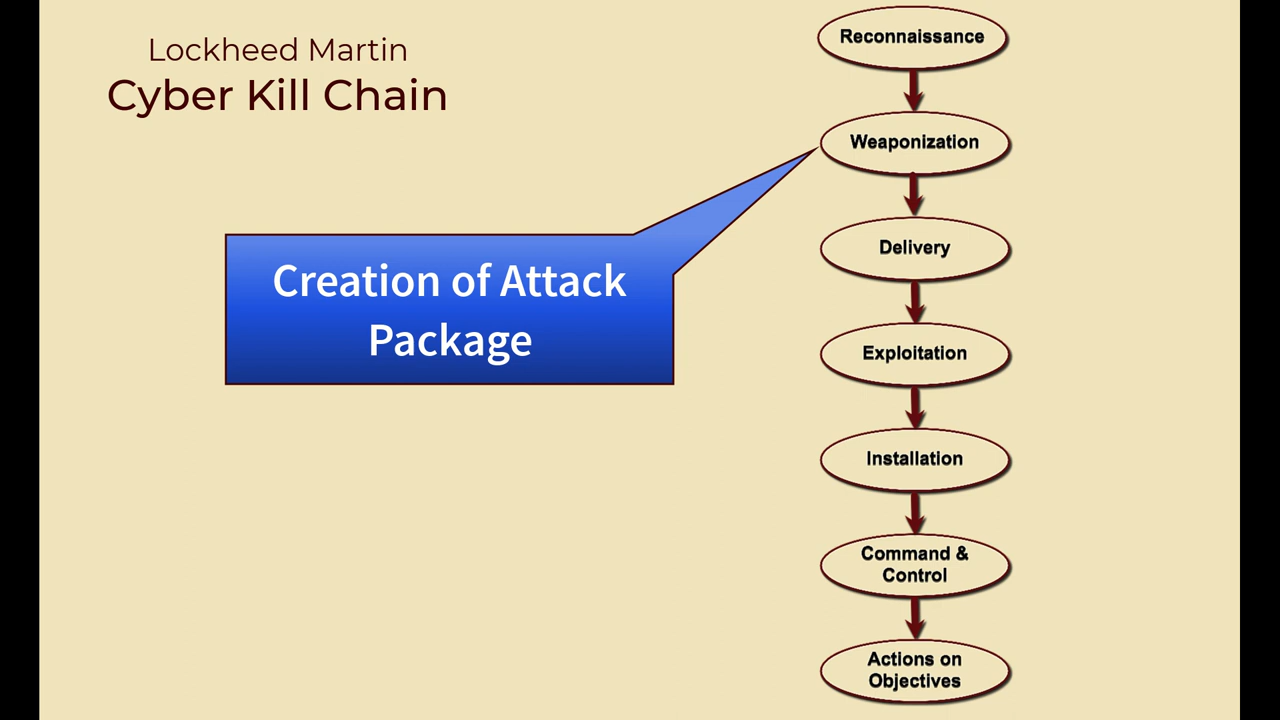 Lockheed Martin
Cyber Kill Chain
Creation of Attack
Package
Reconnaissance
Weaponization
Delivery
Exploitation
Installation
Command &
Control
Actions on
Objectives